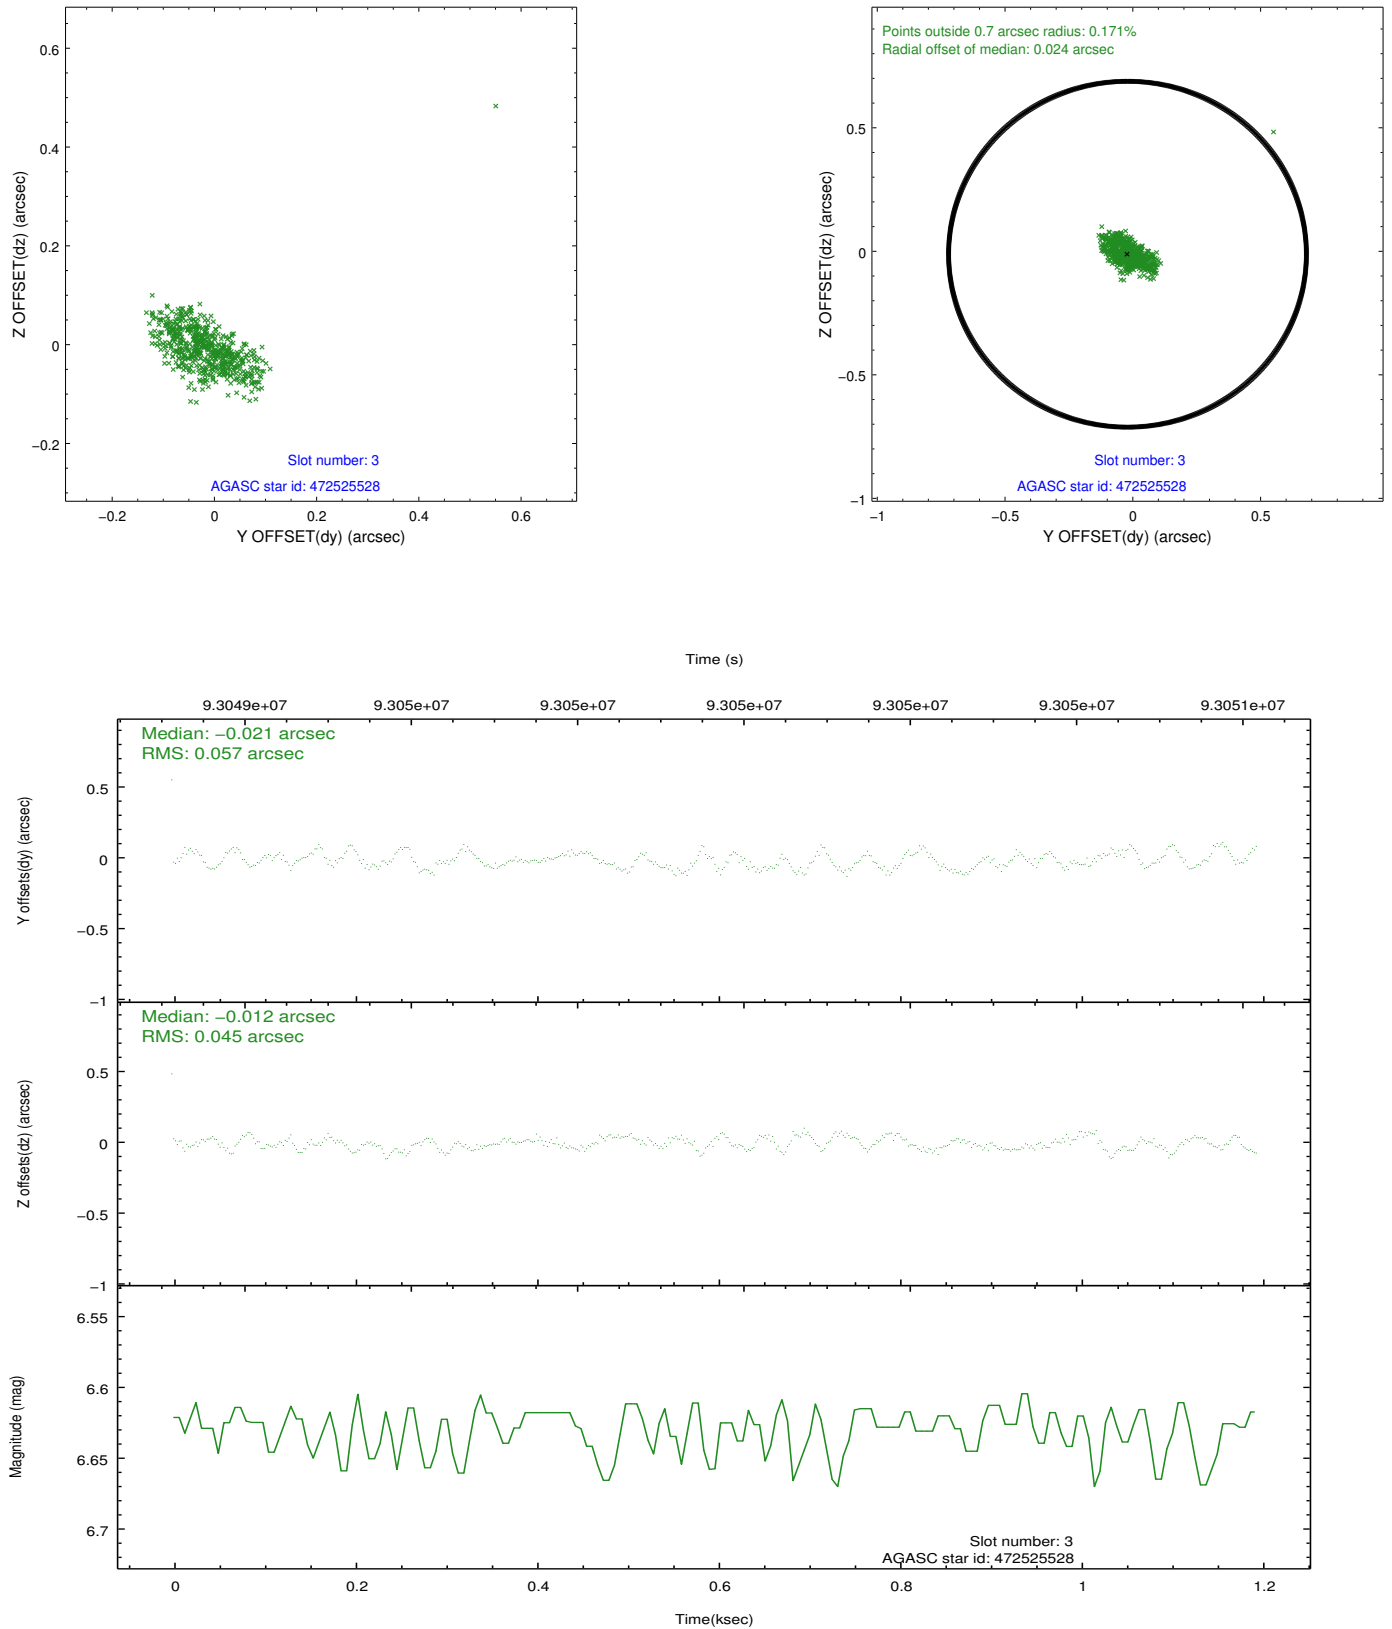 0.6
0.4
0.2
0
−0.2
Z OFFSET(dz) (arcsec)
Slot number: 3
AGASC star id: 472525528
−0.2 0 0.2 0.4 0.6
Y OFFSET(dy) (arcsec)
Points outside 0.7 arcsec radius: 0.171%
Radial offset of median: 0.024 arcsec
0.5
0
−0.5
−1
Z OFFSET(dz) (arcsec)
Slot number: 3
AGASC star id: 472525528
−1 −0.5 0 0.5
Y OFFSET(dy) (arcsec)
Time (s)
9.3049e+07 9.305e+07 9.305e+07 9.305e+07 9.305e+07 9.305e+07 9.3051e+07
Median: −0.021 arcsec
RMS: 0.057 arcsec
0.5
0
−0.5
−1
Y offsets(dy) (arcsec)
Median: −0.012 arcsec
RMS: 0.045 arcsec
0.5
0
−0.5
−1
Z offsets(dz) (arcsec)
6.55
6.6
6.65
6.7
Magnitude (mag)
Slot number: 3
AGASC star id: 472525528
0 0.2 0.4 0.6 0.8 1 1.2
Time(ksec)